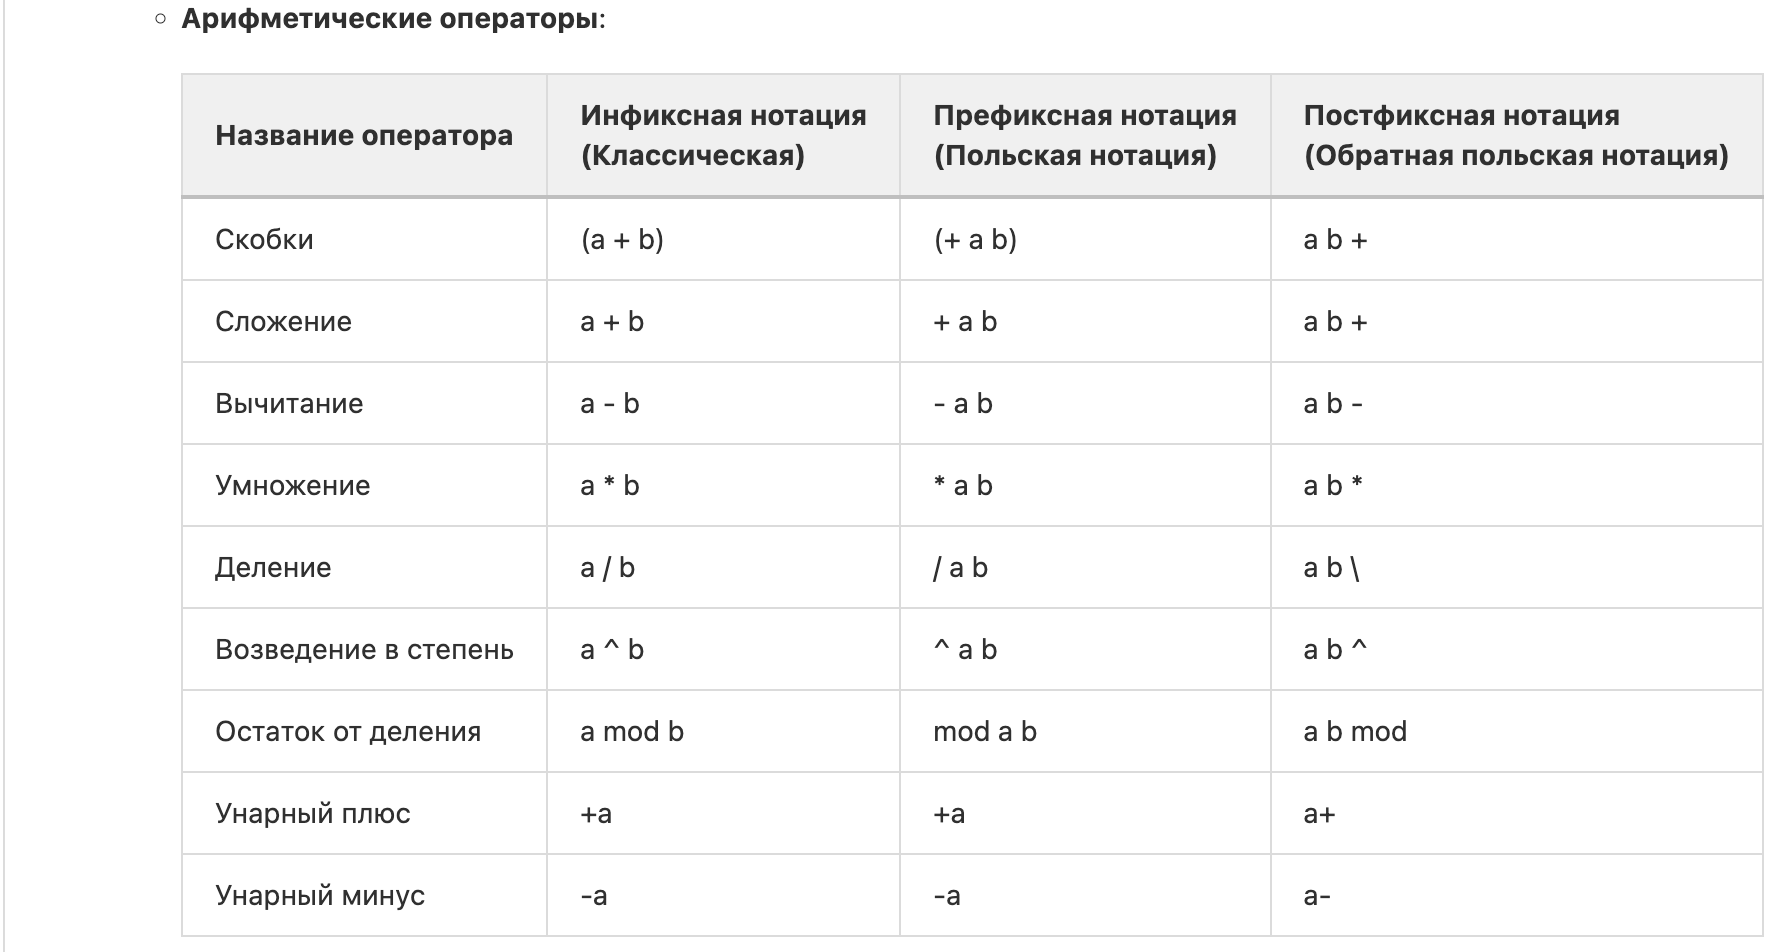 Арифметические операторы:
Название оператора
Инфиксная нотация
(Классическая)
Префиксная нотация
(Польская нотация)
Постфиксная нотация
(Обратная польская нотация)
Скобки (a + b) (+ a b) a b +
Сложение a + b + a b a b +
Вычитание a - b - a b a b -
Умножение a * b * a b a b *
Деление a / b / a b a b \
Возведение в степень a ^ b ^ a b a b ^
Остаток от деления a mod b mod a b a b mod
Унарный плюс +a +a a+
Унарный минус -a -a a-